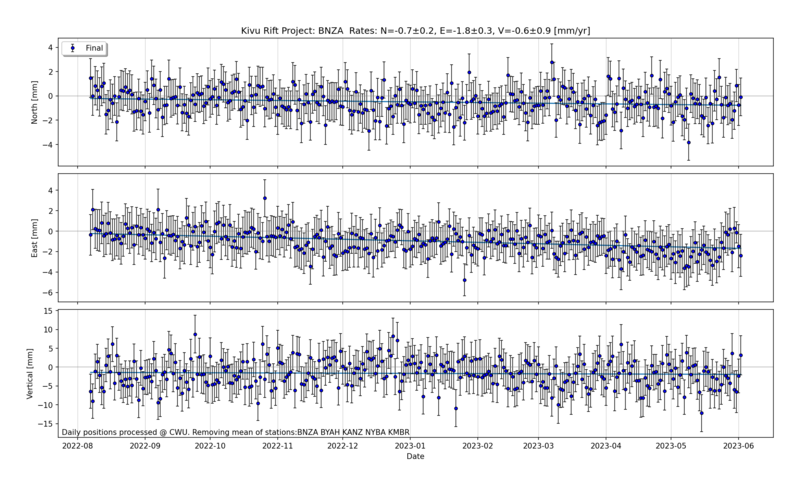 Kivu Rift Project: BNZA  Rates: N=-0.7±0.2, E=-1.8±0.3, V=-0.6±0.9 [mm/yr]
Final
North [mm]
4
2
0
−2
−4
East [mm]
4
2
0
−2
−4
−6
Vertical [mm]
15
10
5
0
−5
−10
−15
Daily positions processed @ CWU. Removing mean of stations:BNZA BYAH KANZ NYBA KMBR
2022-08 2022-09 2022-10 2022-11 2022-12 2023-01 2023-02 2023-03 2023-04 2023-05 2023-06
Date